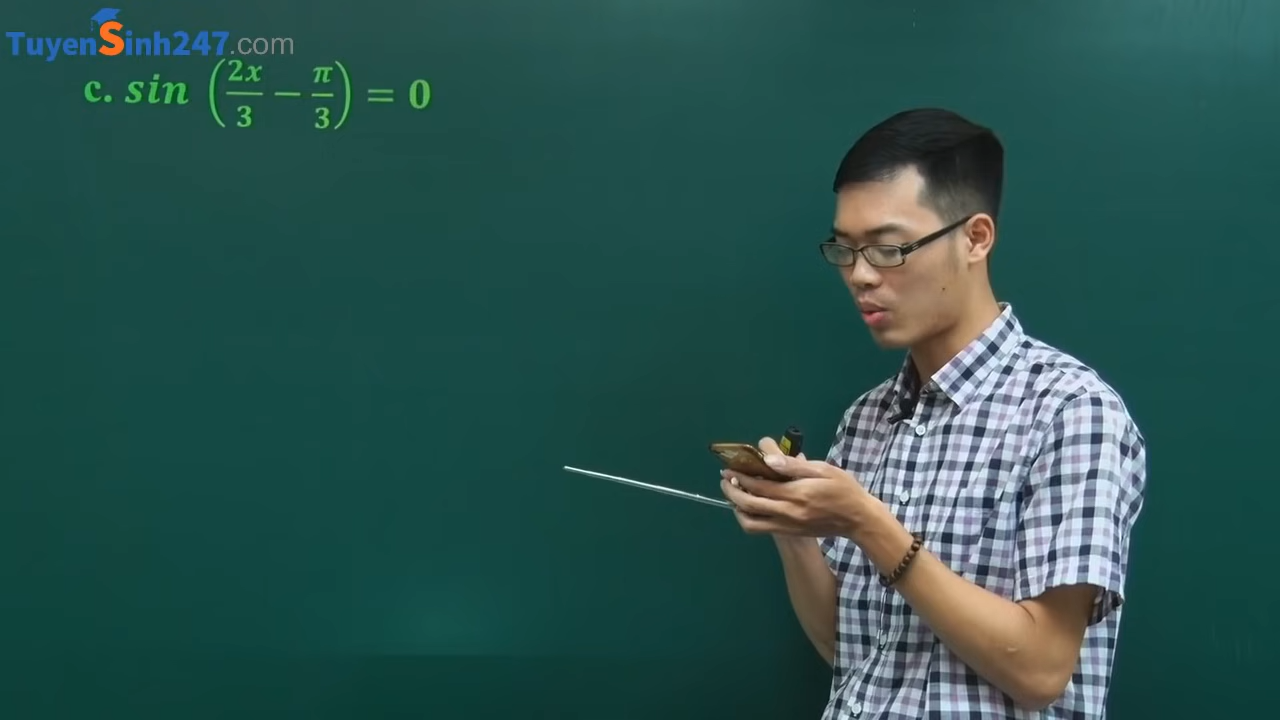 TuyenSinh247.com
c. sin (2x/3 − π/3) = 0